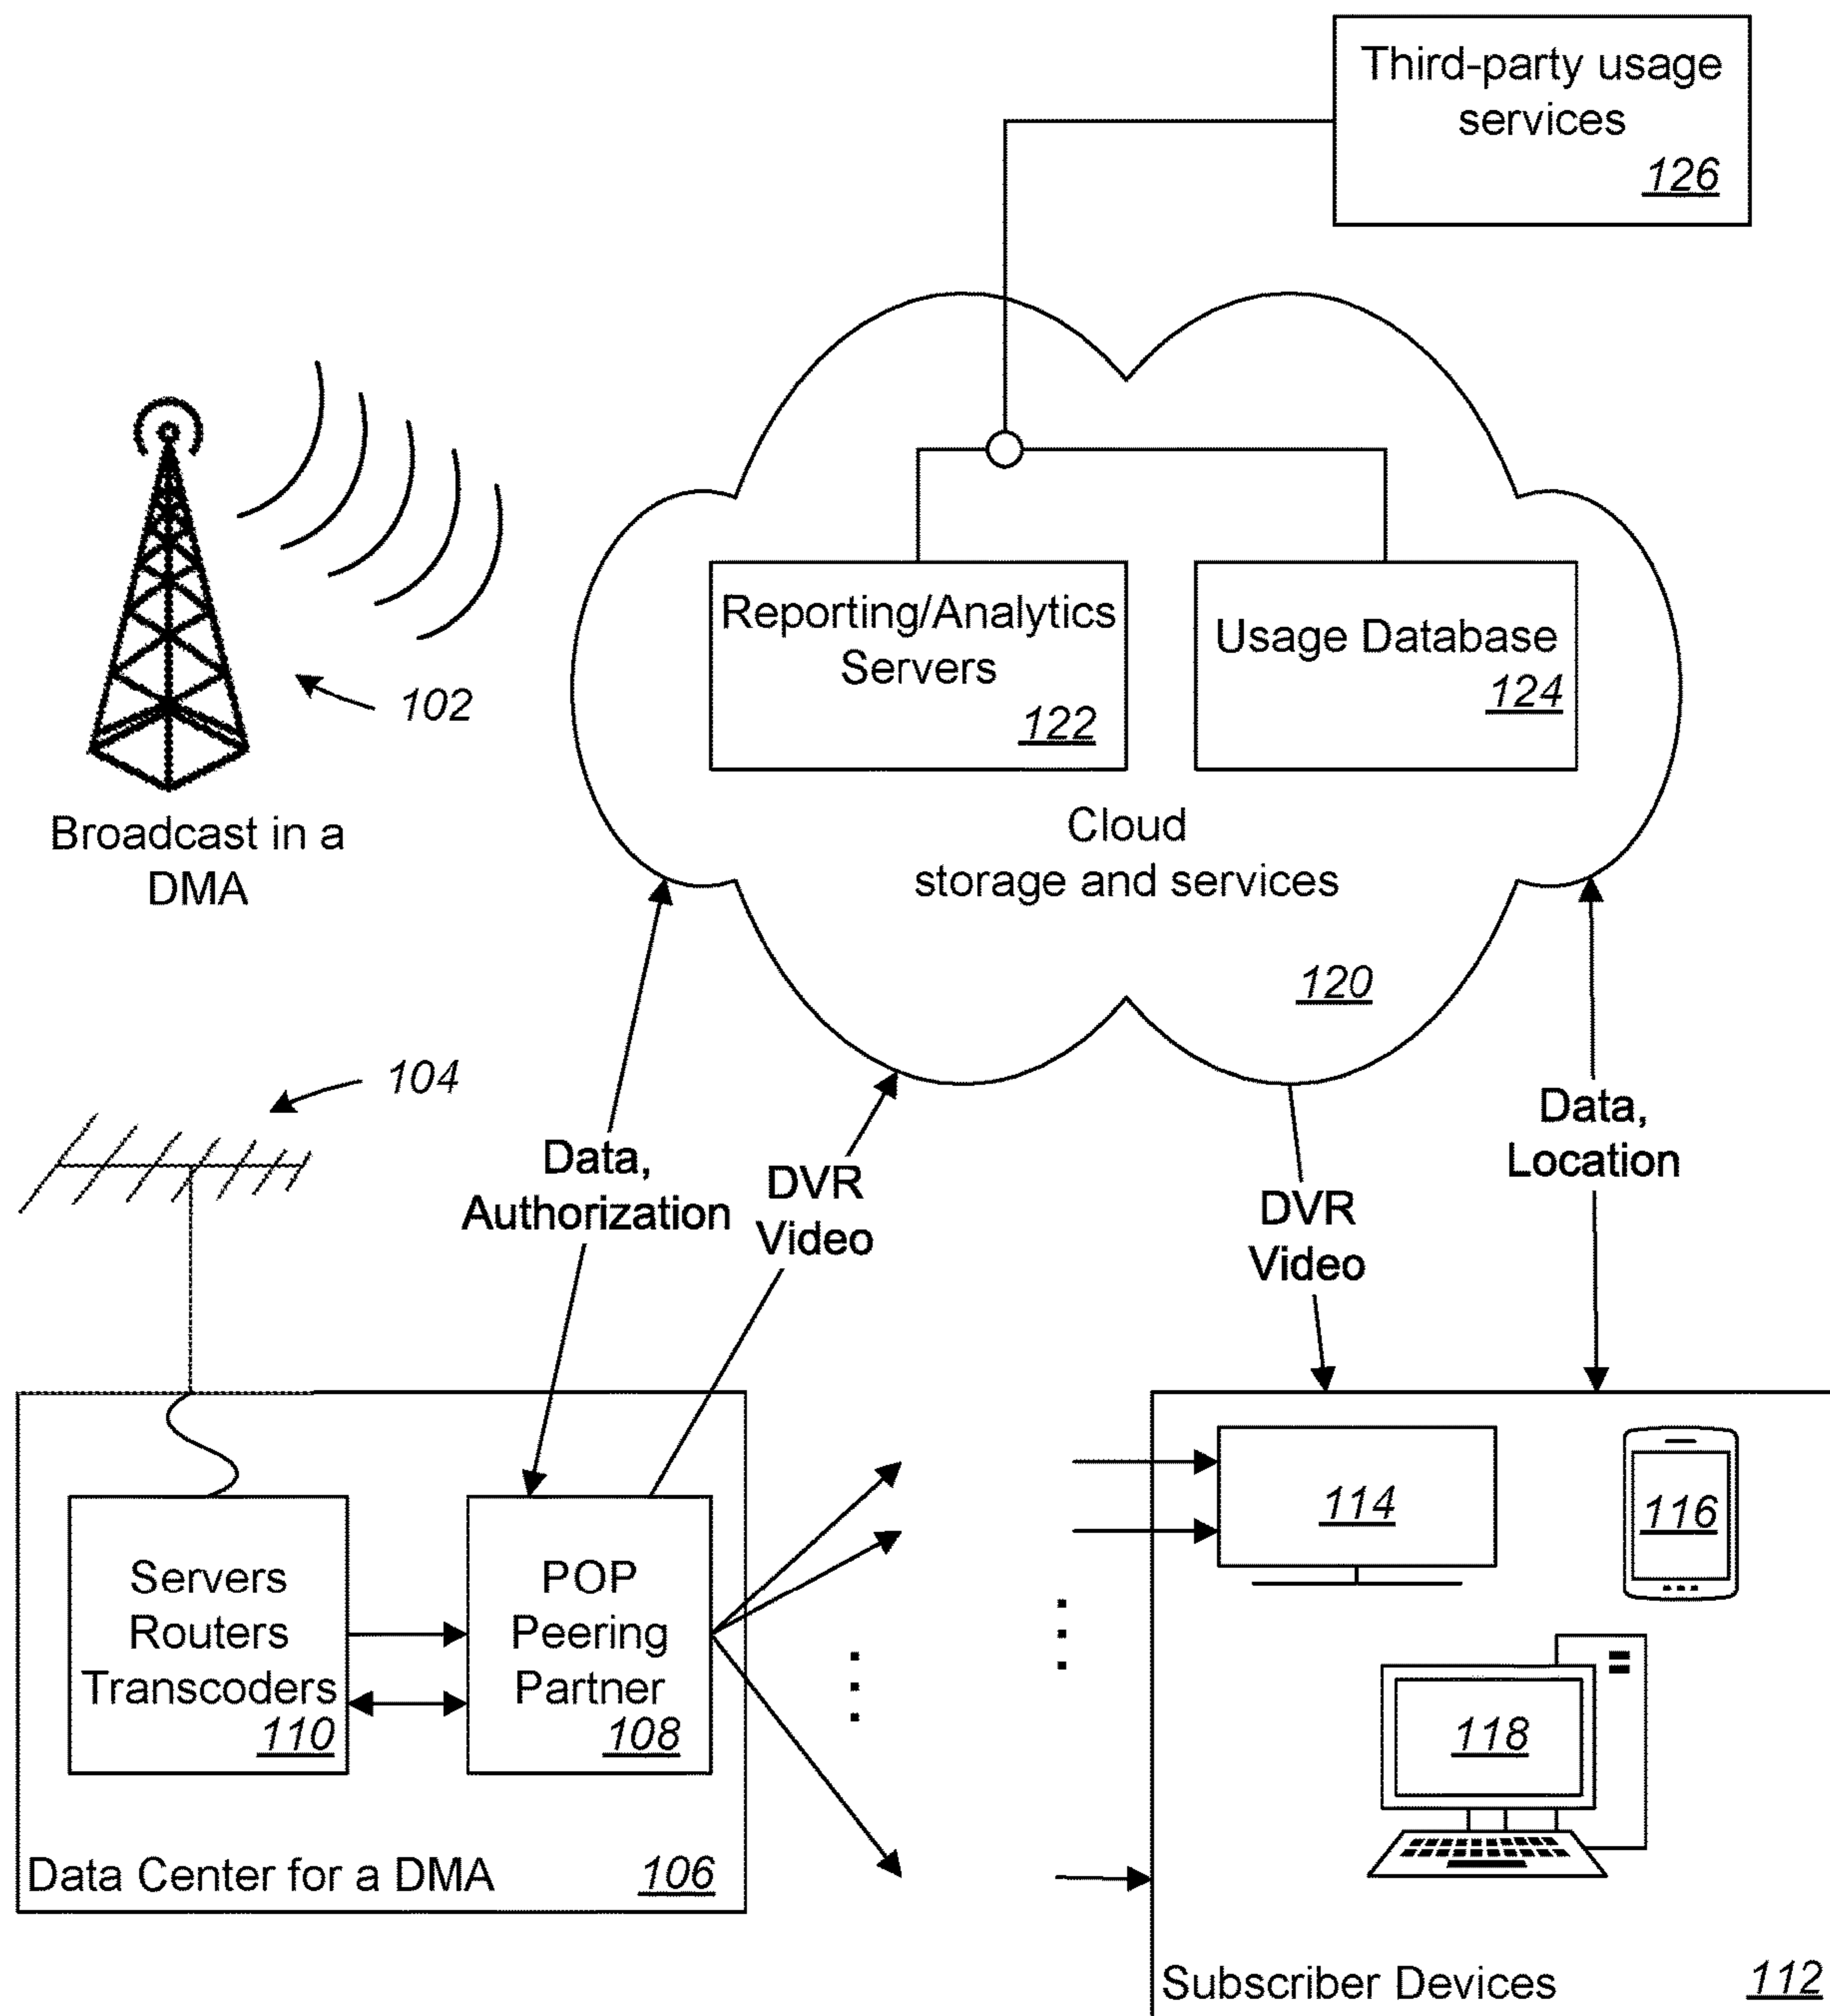 Third-party usage
services
126
102
Broadcast in a
DMA
Reporting/Analytics
Servers
122
Usage Database
124
Cloud
storage and services
120
104
Data,
Authorization
DVR
Video
DVR
Video
Data,
Location
Servers
Routers
Transcoders
110
POP
Peering
Partner
108
Data Center for a DMA
106
114
116
118
Subscriber Devices
112